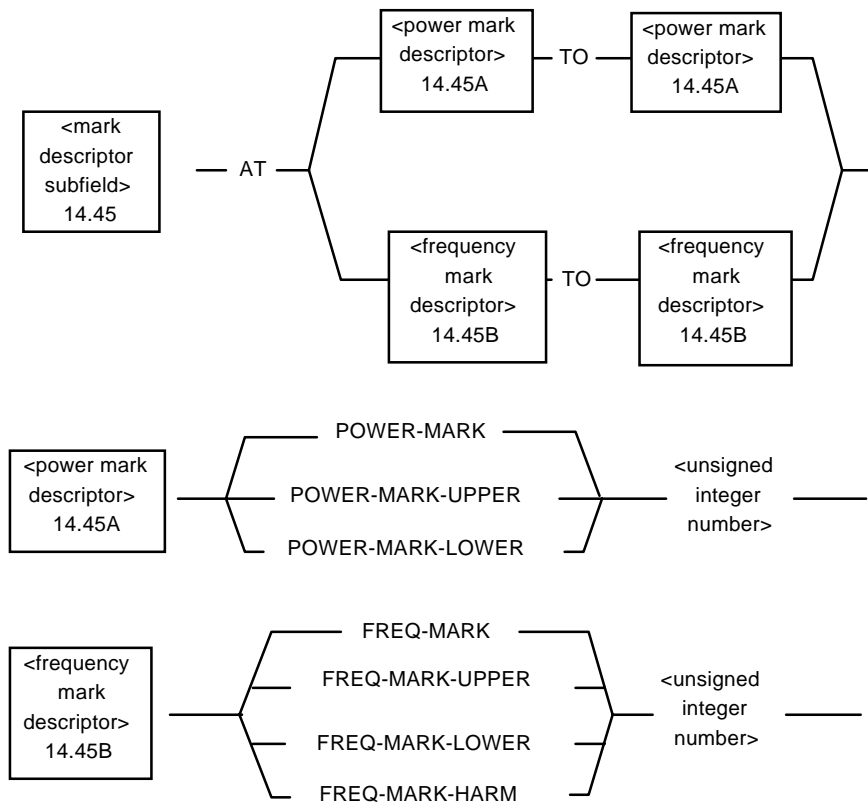 <power mark
descriptor>
14.45A
TO
<power mark
descriptor>
14.45A
<mark
descriptor
subfield>
14.45
AT
<frequency
mark
descriptor>
14.45B
TO
<frequency
mark
descriptor>
14.45B
<power mark
descriptor>
14.45A
POWER-MARK
POWER-MARK-UPPER
POWER-MARK-LOWER
<unsigned
integer
number>
<frequency
mark
descriptor>
14.45B
FREQ-MARK
FREQ-MARK-UPPER
FREQ-MARK-LOWER
FREQ-MARK-HARM
<unsigned
integer
number>